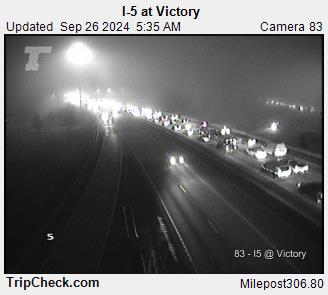 I-5 at Victory
Updated Sep 26 2024 5:35 AM Camera 83
T
S
83 - I5 @ Victory
TripCheck.com Milepost306.80